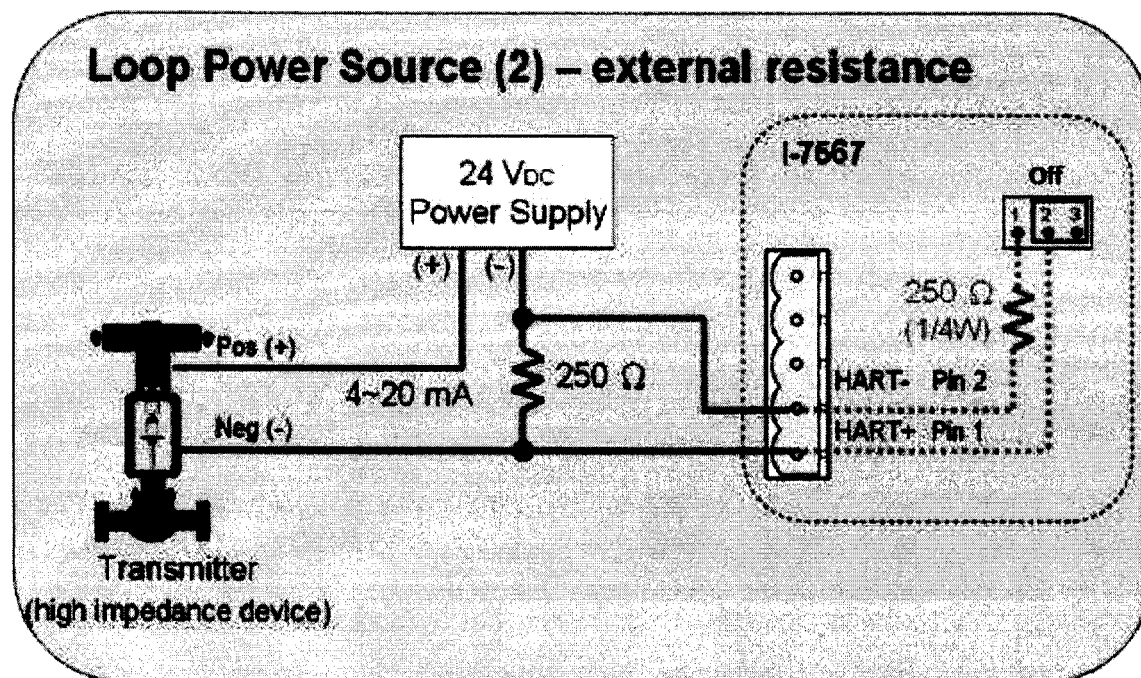 Loop Power Source (2) – external resistance
24 VDC
Power Supply
(+) (-)
I-7567
Off
1 2 3
250 Ω
(1/4W)
Pos (+)
4~20 mA
250 Ω
HART- Pin 2
Neg (-)
HART+ Pin 1
Transmitter
(high impedance device)